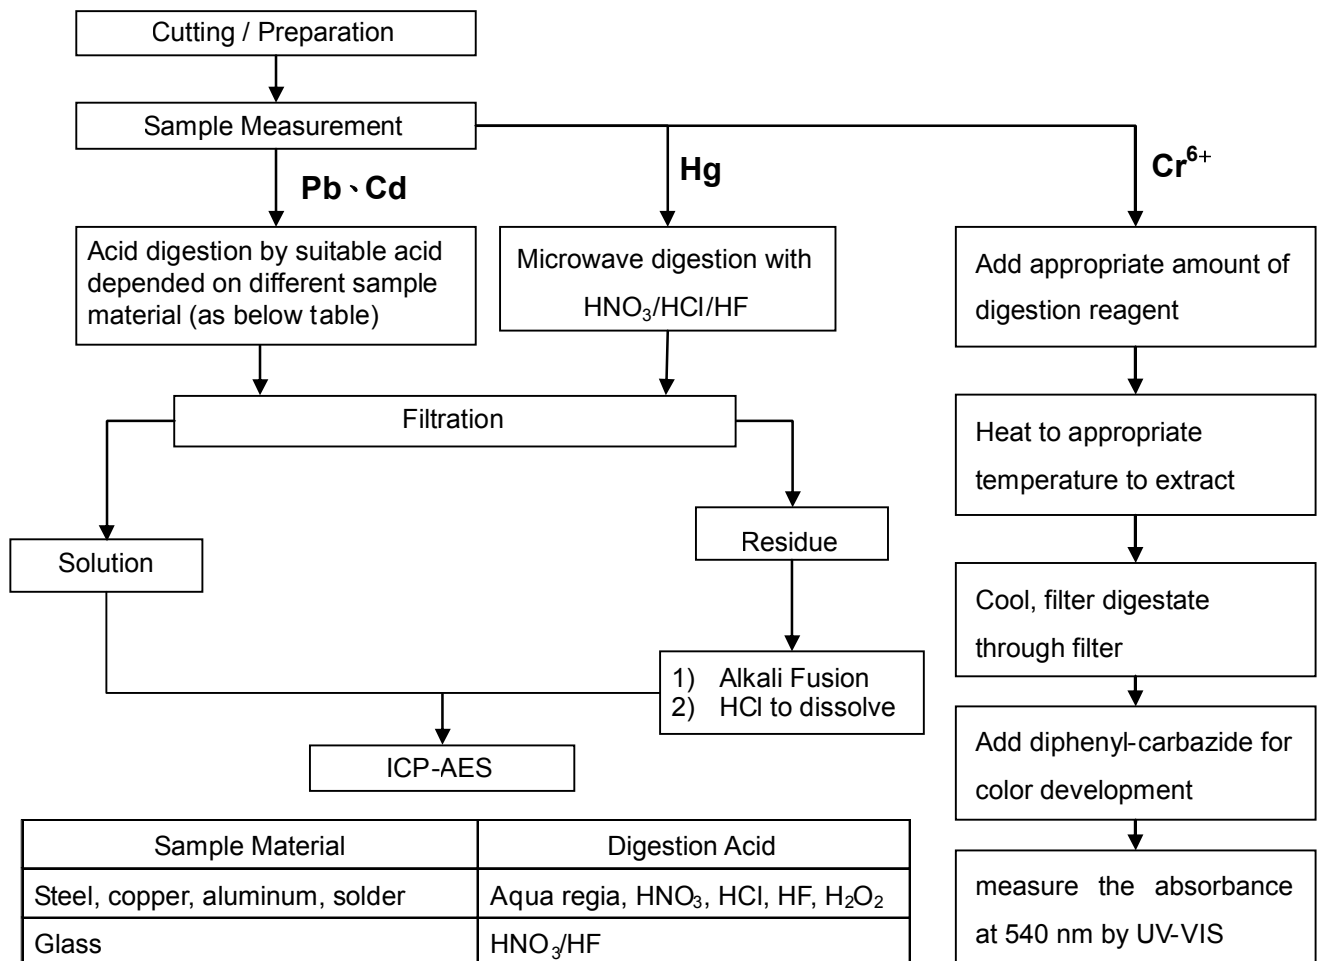 Cutting / Preparation
Sample Measurement
Pb、Cd
Hg
Cr⁶⁺
Acid digestion by suitable acid
depended on different sample
material (as below table)
Microwave digestion with
HNO₃/HCl/HF
Add appropriate amount of
digestion reagent
Filtration
Heat to appropriate
temperature to extract
Solution
Residue
Cool, filter digestate
through filter
1) Alkali Fusion
2) HCl to dissolve
ICP-AES
Add diphenyl-carbazide for
color development
measure the absorbance
at 540 nm by UV-VIS
Sample Material Digestion Acid
Steel, copper, aluminum, solder Aqua regia, HNO₃, HCl, HF, H₂O₂
Glass HNO₃/HF